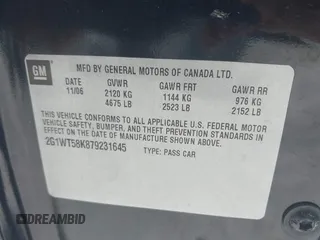 GM
MFD BY GENERAL MOTORS OF CANADA LTD.
DATE GVWR GAWR FRT GAWR RR
11/06 2120 KG 1144 KG 976 KG
4675 LB 2523 LB 2152 LB
THIS VEHICLE CONFORMS TO ALL APPLICABLE U.S. FEDERAL MOTOR
VEHICLE SAFETY, BUMPER, AND THEFT PREVENTION STANDARDS IN
EFFECT ON THE DATE OF MANUFACTURE SHOWN ABOVE.
2G1WT58K879231645 TYPE: PASS CAR
DREAMBID